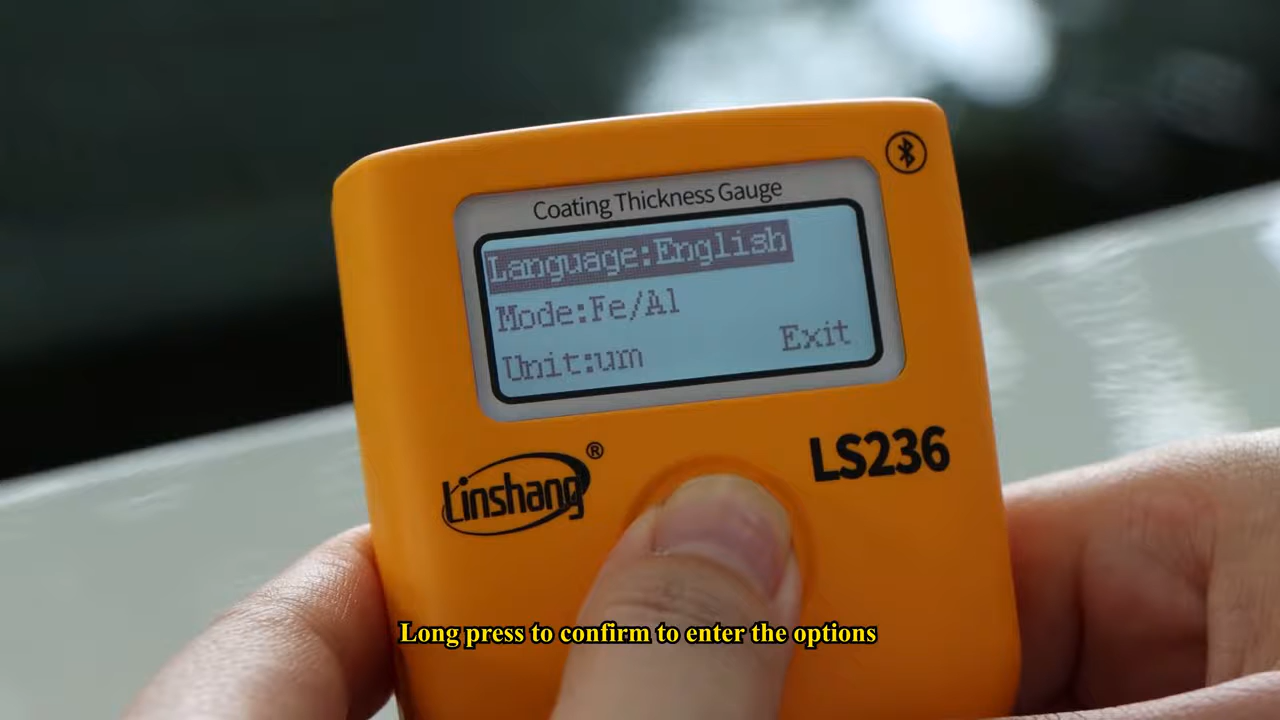 Coating Thickness Gauge
Language:English
Mode:Fe/Al
Unit:um
Exit
Linshang®
LS236
Long press to confirm to enter the options